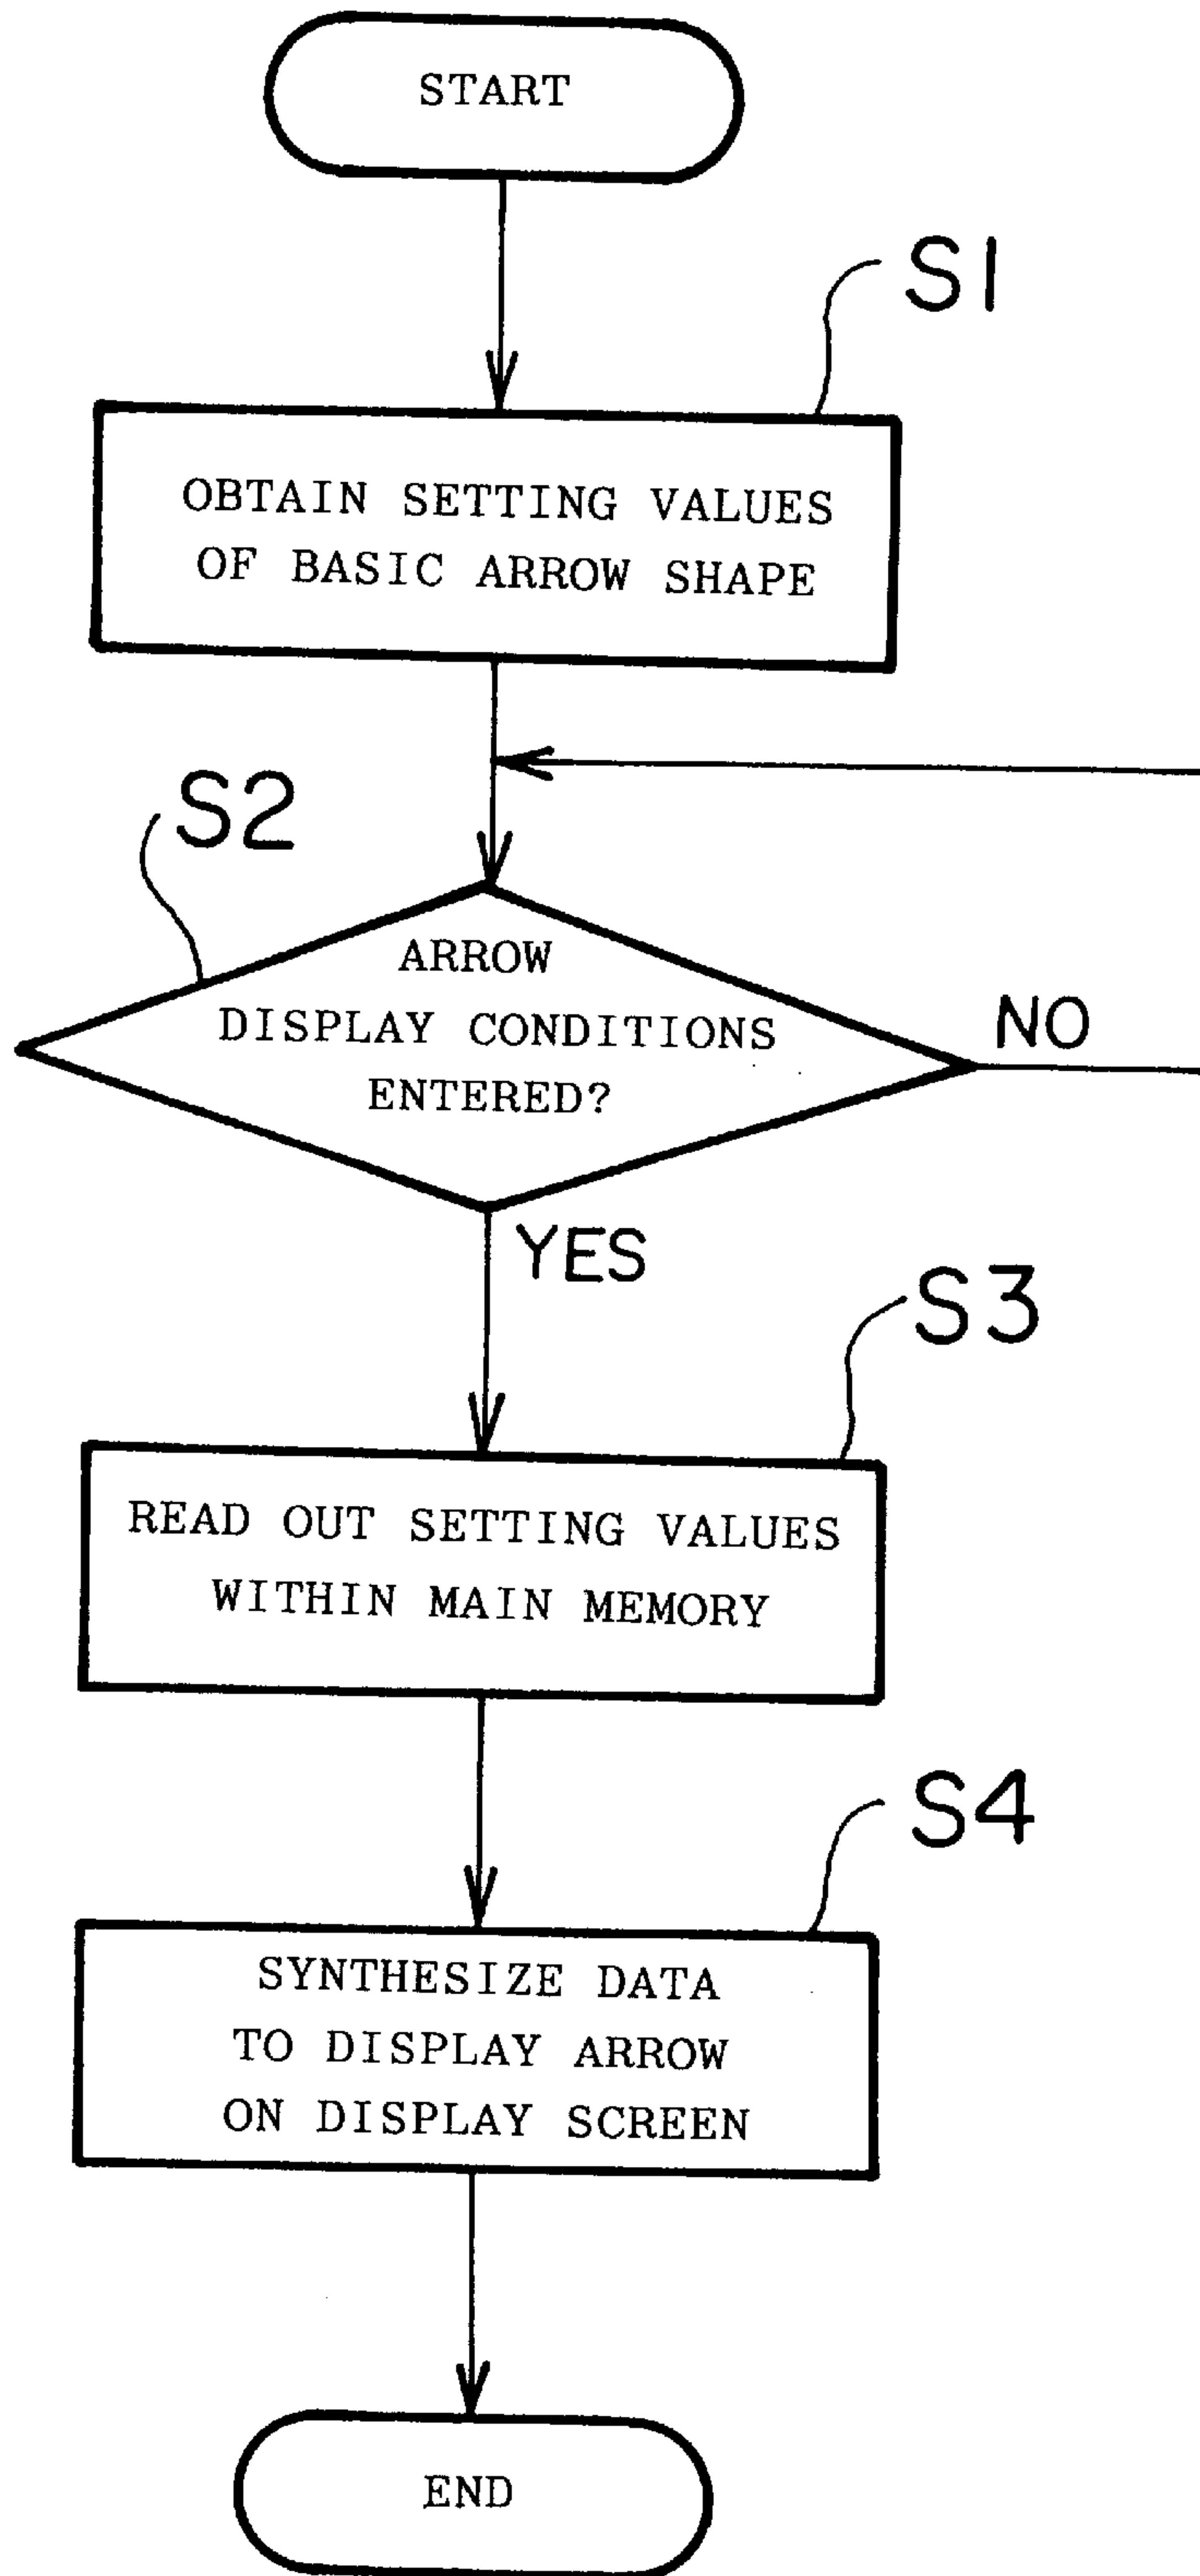 START
S1
OBTAIN SETTING VALUES
OF BASIC ARROW SHAPE
S2
ARROW
DISPLAY CONDITIONS
ENTERED?
NO
YES
S3
READ OUT SETTING VALUES
WITHIN MAIN MEMORY
S4
SYNTHESIZE DATA
TO DISPLAY ARROW
ON DISPLAY SCREEN
END